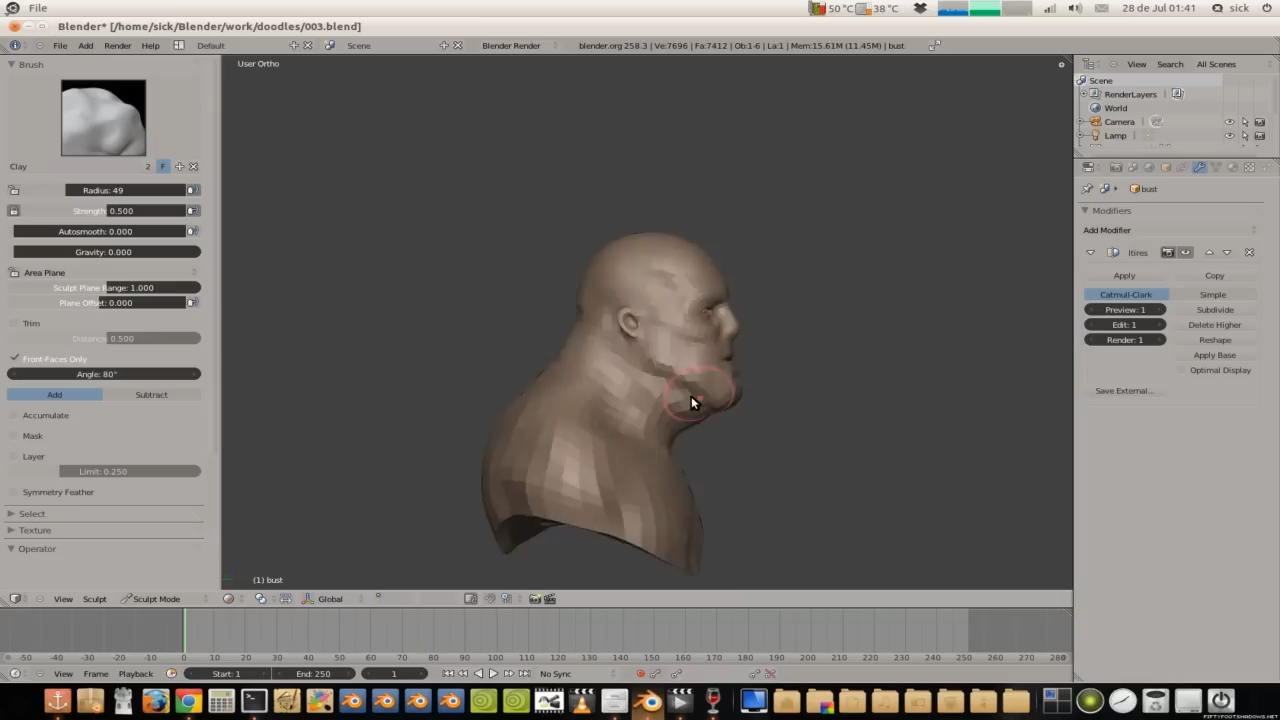 File 50 °C 38 °C 28 de Jul 01:41 sick
Blender* [/home/sick/Blender/work/doodles/003.blend]
File Add Render Help Default Scene Blender Render blender.org 258.3 | Ve:7696 | Fa:7412 | Ob:1-6 | La:1 | Mem:15.61M (11.45M) | bust
Brush
User Ortho
View Search All Scenes
Scene
RenderLayers
World
Camera
Lamp
Clay 2 F
Radius: 49
Strength: 0.500
Autosmooth: 0.000
Gravity: 0.000
Area Plane
Sculpt Plane Range: 1.000
Plane Offset: 0.000
Trim
Distance: 0.500
Front-Faces Only
Angle: 80°
Add Subtract
Accumulate
Mask
Layer
Limit: 0.250
Symmetry Feather
Select
Texture
Operator
bust
Modifiers
Add Modifier
ltires
Apply Copy
Catmull-Clark Simple
Preview: 1 Subdivide
Edit: 1 Delete Higher
Render: 1 Reshape
Apply Base
Optimal Display
Save External...
(1) bust
View Sculpt Sculpt Mode Global
-50 -40 -30 -20 -10 0 10 20 30 40 50 60 70 80 90 100 110 120 130 140 150 160 170 180 190 200 210 220 230 240 250 260 270 280
View Frame Playback Start: 1 End: 250 1 No Sync
FIFTYFOOTSHADOWS.NET